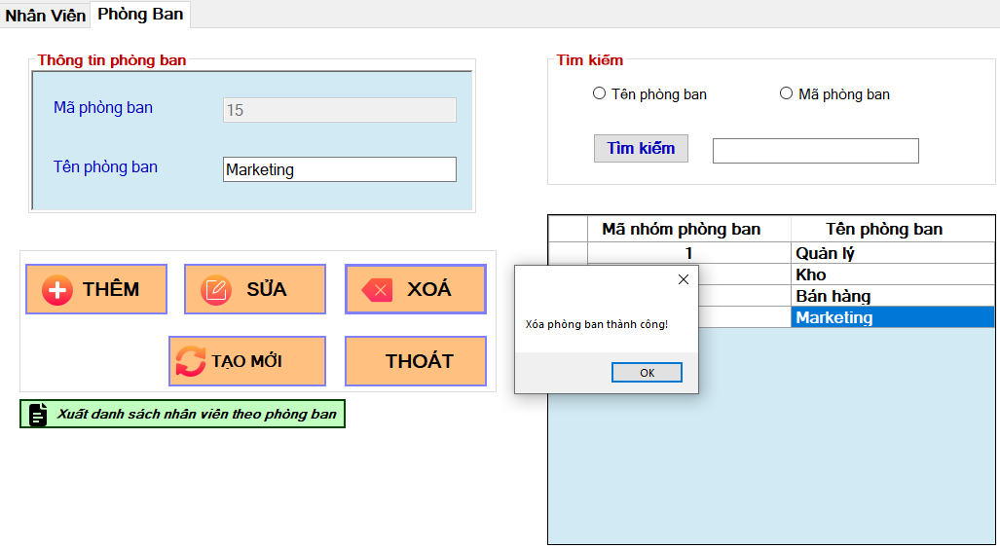 Nhân Viên
Phòng Ban
Thông tin phòng ban
Mã phòng ban
15
Tên phòng ban
Marketing
THÊM
SỬA
XOÁ
TẠO MỚI
THOÁT
Xuất danh sách nhân viên theo phòng ban
Tìm kiếm
Tên phòng ban
Mã phòng ban
Tìm kiếm
Mã nhóm phòng ban
Tên phòng ban
1
Quản lý
Kho
Bán hàng
Marketing
Xóa phòng ban thành công!
OK